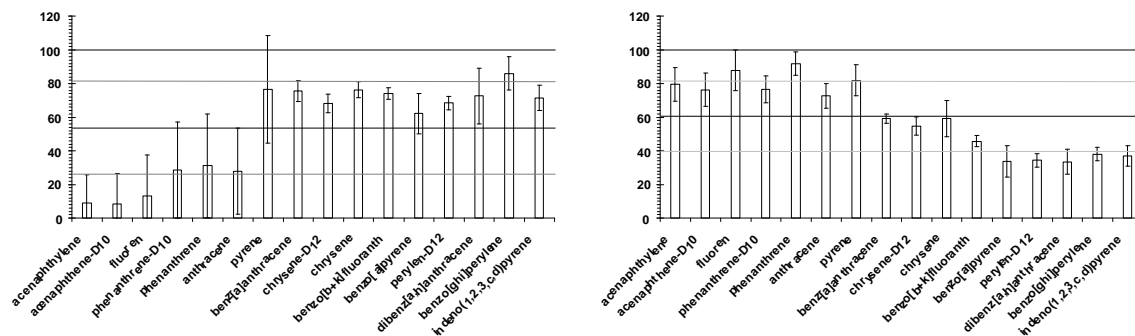 120
100
80
60
40
20
0
acenaphthylene
acenaphthene-D10
fluoren
phenanthrene-D10
phenanthrene
anthracene
pyrene
benz[a]anthracene
chrysene-D12
chrysene
benzo[b+k]fluoranth
benzo[a]pyrene
perylen-D12
dibenz[a,h]anthracene
benzo[ghi]perylene
indeno(1,2,3,c,d)pyrene
120
100
80
60
40
20
0
acenaphthylene
acenaphthene-D10
fluoren
phenanthrene-D10
phenanthrene
anthracene
pyrene
benz[a]anthracene
chrysene-D12
chrysene
benzo[b+k]fluoranth
benzo[a]pyrene
perylen-D12
dibenz[a,h]anthracene
benzo[ghi]perylene
indeno(1,2,3,c,d)pyrene